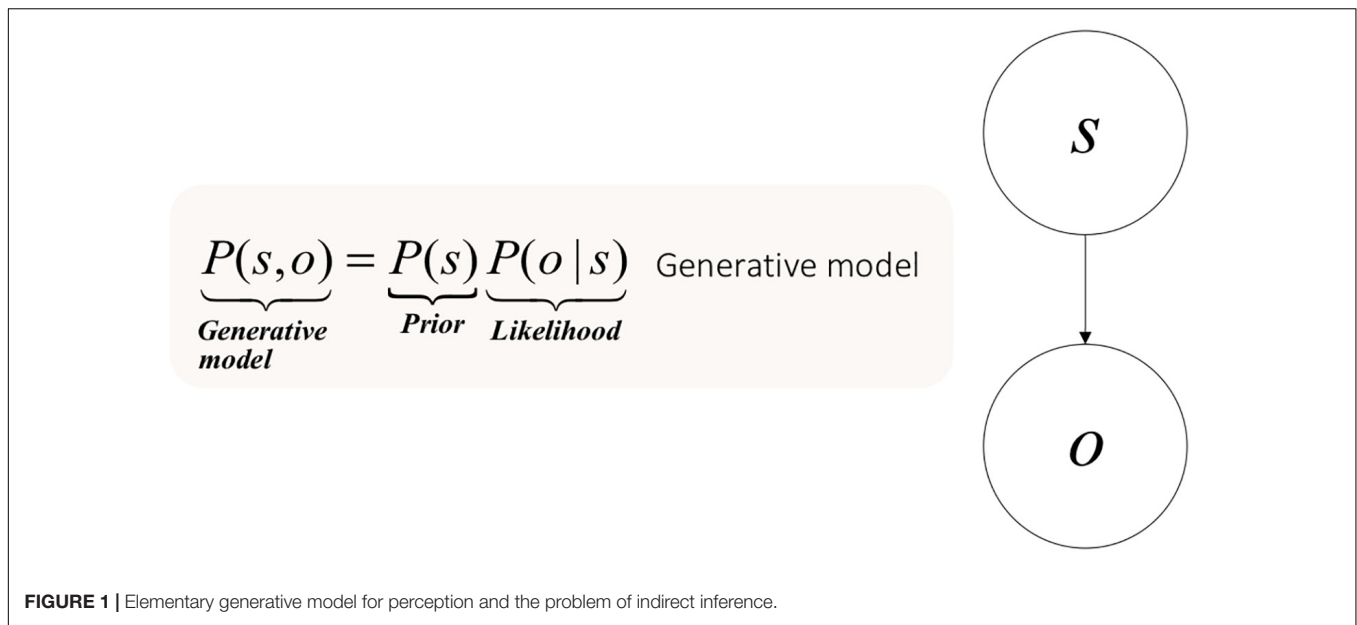 s
P(s,o) = P(s) P(o|s) Generative model
Generative Prior Likelihood
model
o
FIGURE 1 | Elementary generative model for perception and the problem of indirect inference.